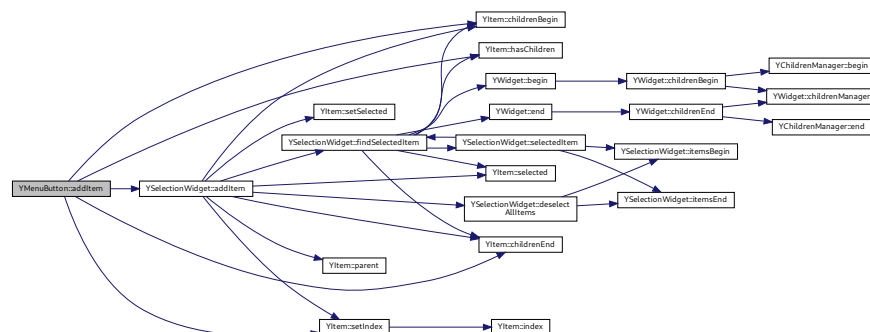 YItem::childrenBegin
YItem::hasChildren
YChildrenManager::begin
YWidget::begin
YWidget::childrenBegin
YWidget::childrenManager
YItem::setSelected
YWidget::end
YWidget::childrenEnd
YChildrenManager::end
YSelectionWidget::findSelectedItem
YSelectionWidget::selectedItem
YSelectionWidget::itemsBegin
YItem::selected
YMenuButton::addItem
YSelectionWidget::addItem
YSelectionWidget::deselect
AllItems
YSelectionWidget::itemsEnd
YItem::childrenEnd
YItem::parent
YItem::setIndex
YItem::index